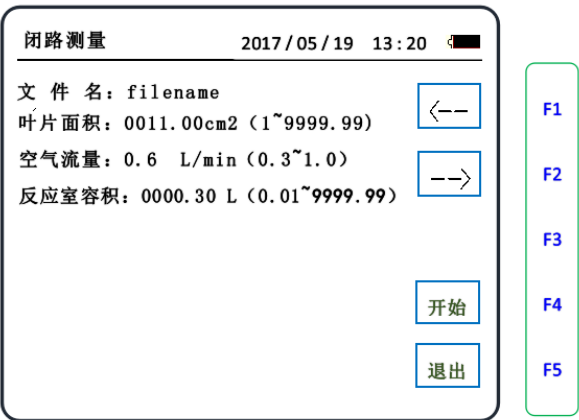 闭路测量 2017/05/19 13:20
文 件 名：filename
叶片面积：0011.00cm2（1~9999.99）
<--
F1
空气流量：0.6 L/min（0.3~1.0）
-->
F2
反应室容积：0000.30 L（0.01~9999.99）
F3
开始
F4
退出
F5